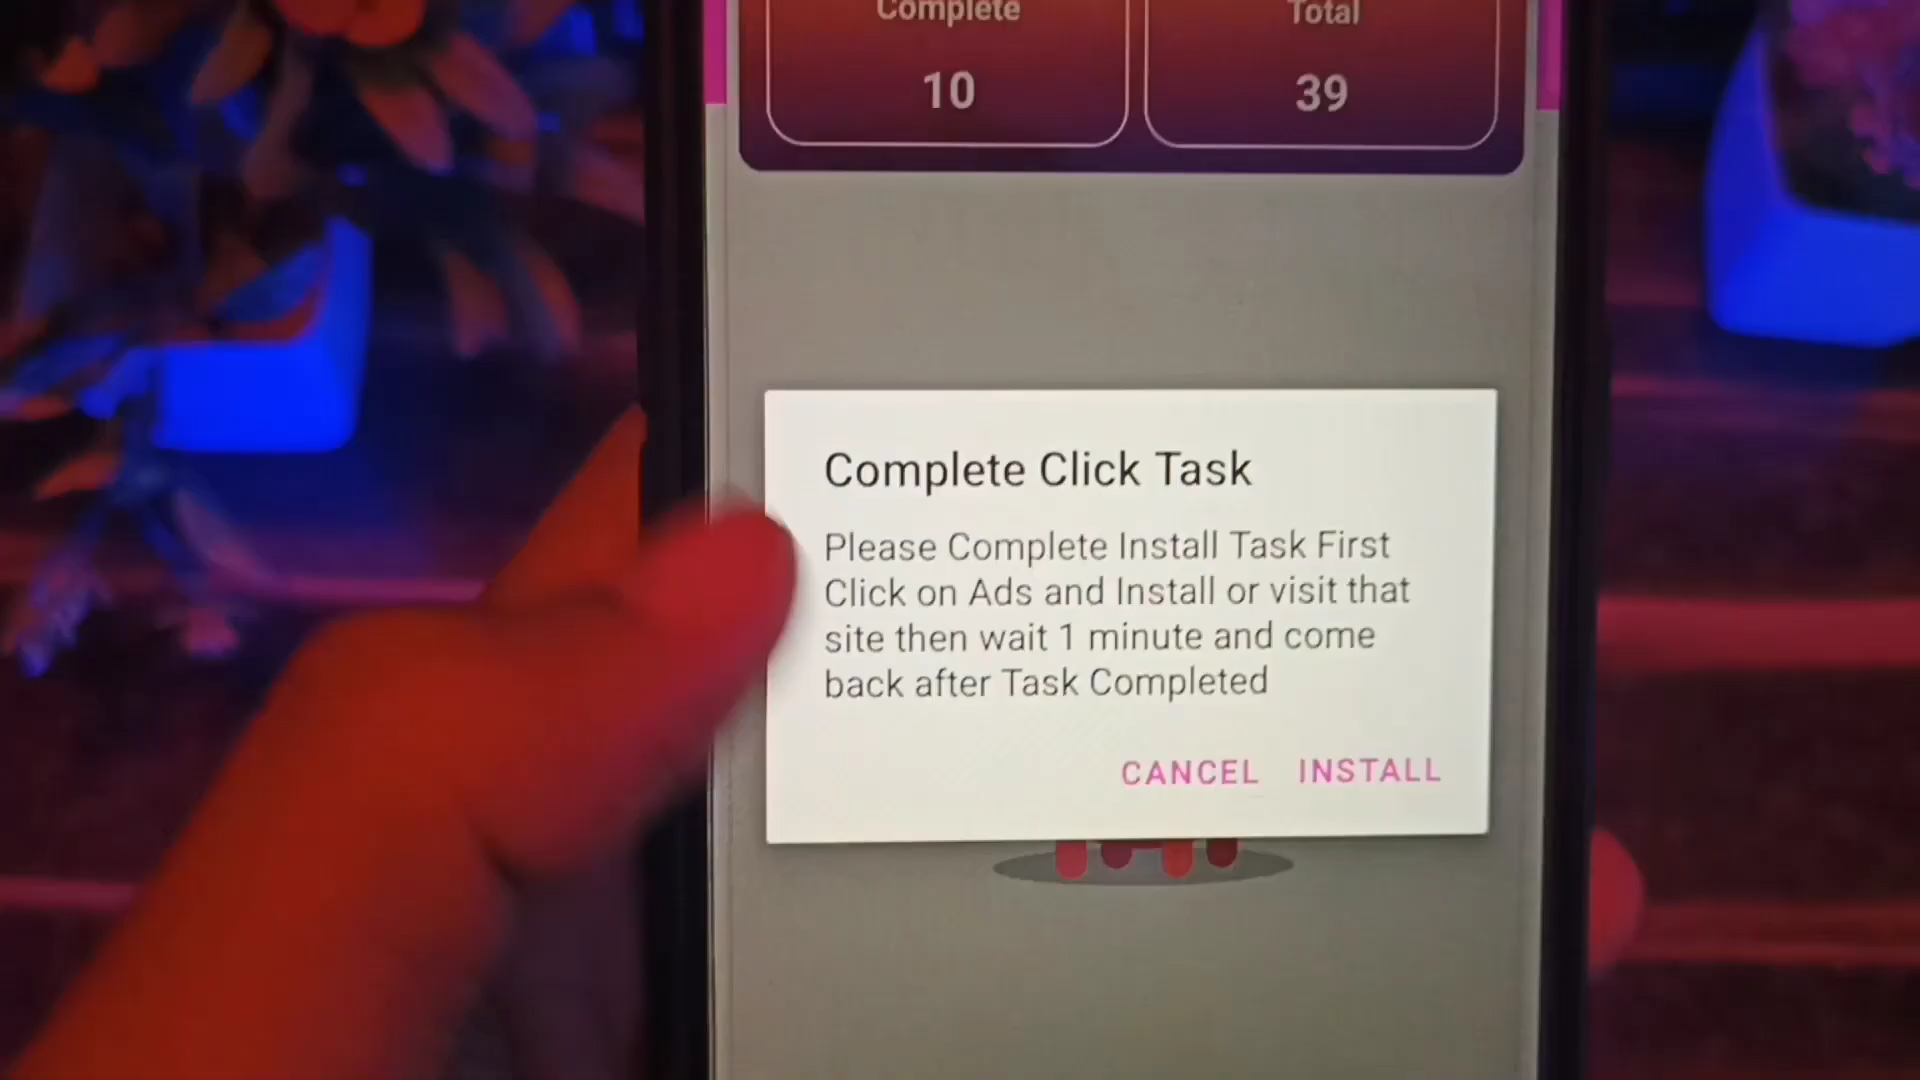 Complete
Total
10
39
Complete Click Task
Please Complete Install Task First
Click on Ads and Install or visit that
site then wait 1 minute and come
back after Task Completed
CANCEL INSTALL